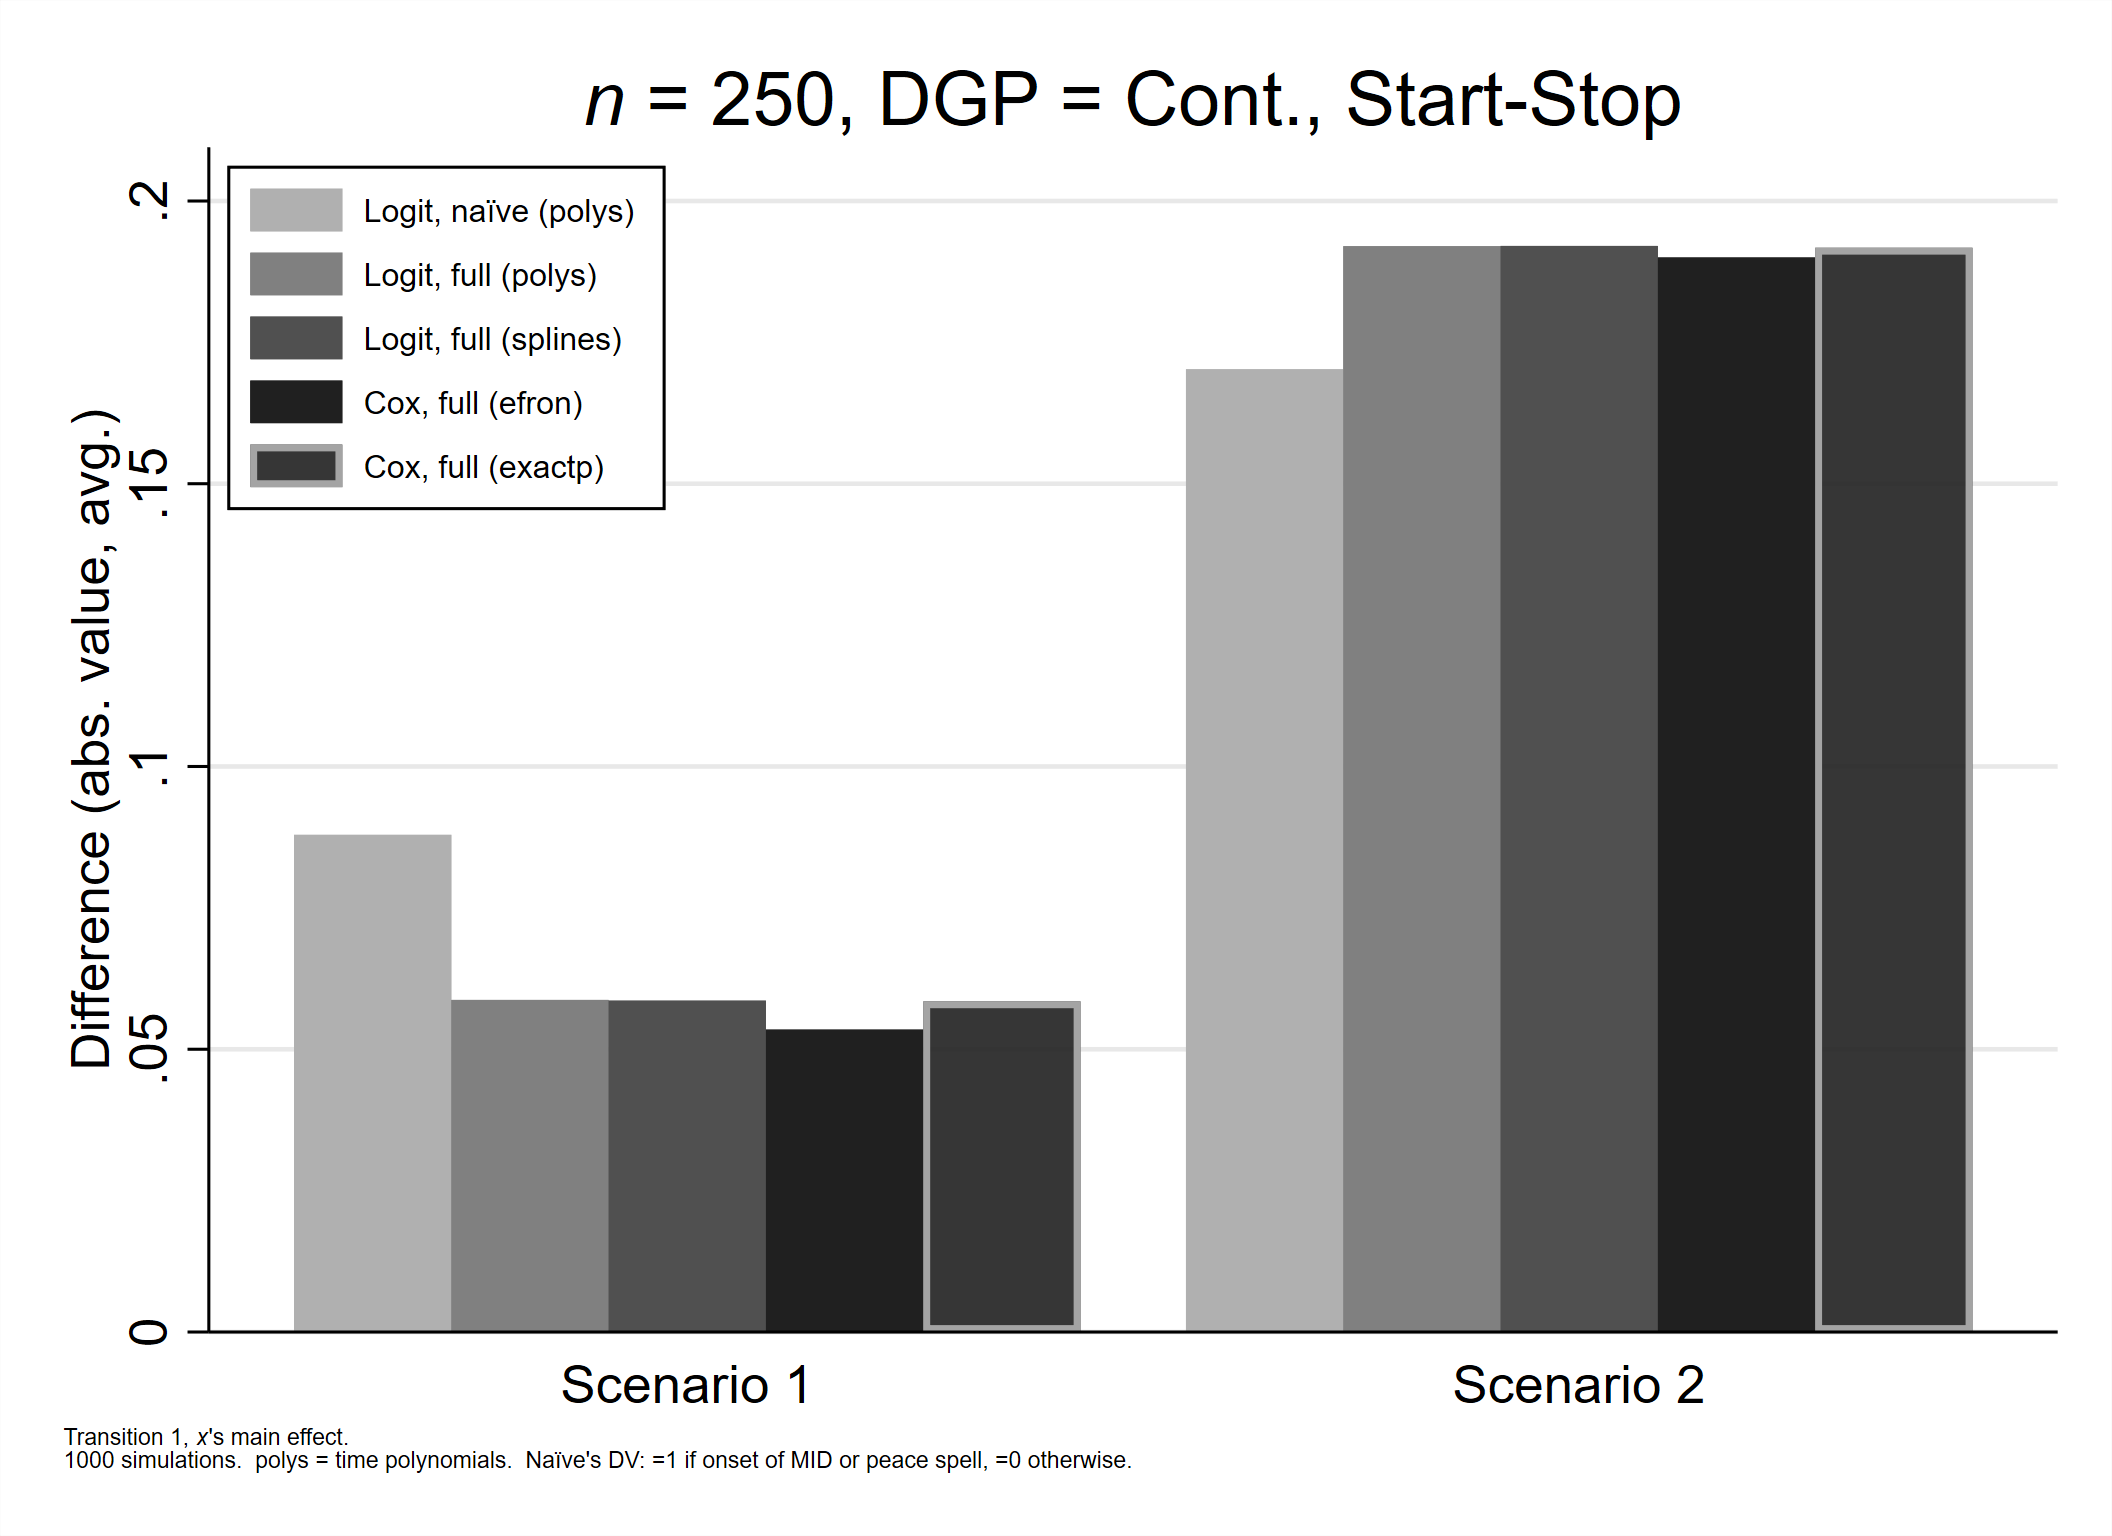 n = 250, DGP = Cont., Start-Stop
Difference (abs. value, avg.)
.2
.15
.1
.05
0
Logit, naïve (polys)
Logit, full (polys)
Logit, full (splines)
Cox, full (efron)
Cox, full (exactp)
Scenario 1
Scenario 2
Transition 1, x's main effect.
1000 simulations.  polys = time polynomials.  Naïve's DV: =1 if onset of MID or peace spell, =0 otherwise.